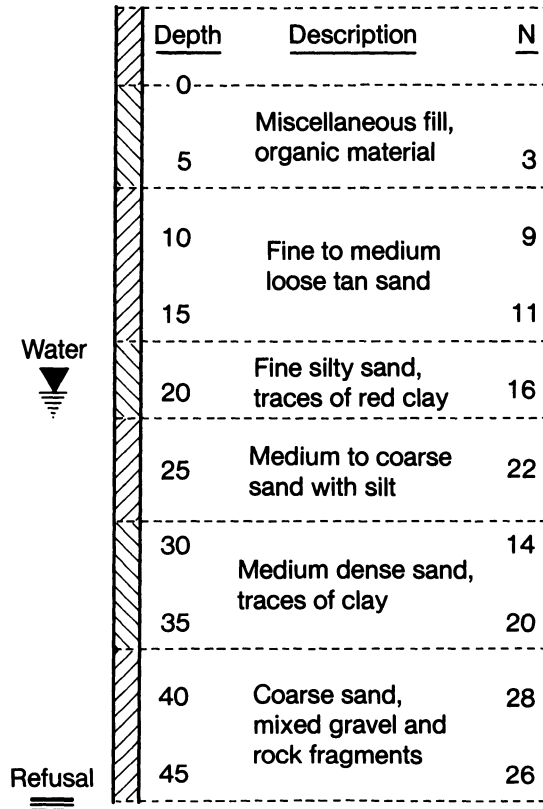 Depth Description N
0
Miscellaneous fill,
organic material
5 3
10 9
Fine to medium
loose tan sand
15 11
Water
Fine silty sand,
20 traces of red clay 16
Medium to coarse
25 22
sand with silt
30 14
Medium dense sand,
traces of clay
35 20
40 Coarse sand, 28
mixed gravel and
rock fragments
Refusal 45 26